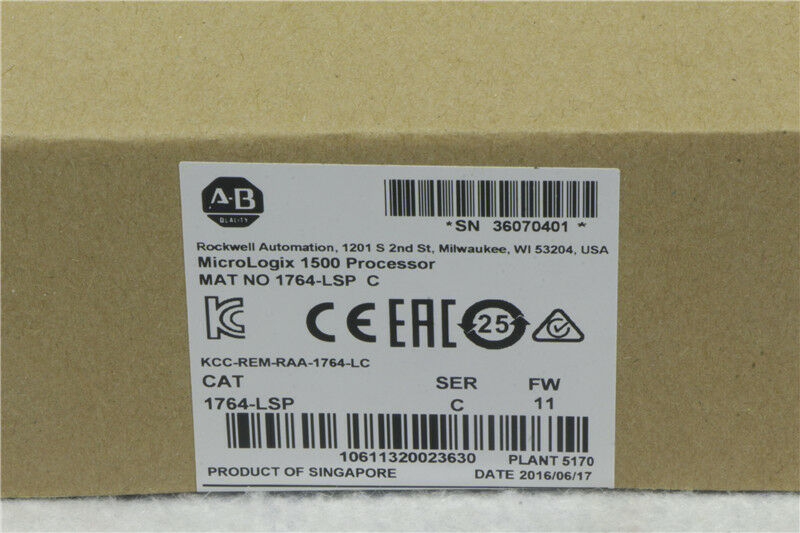 A-B
QUALITY
*SN 36070401 *
Rockwell Automation, 1201 S 2nd St, Milwaukee, WI 53204, USA
MicroLogix 1500 Processor
MAT NO 1764-LSP C
KC CE EAC 25
KCC-REM-RAA-1764-LC
CAT SER FW
1764-LSP C 11
10611320023630 PLANT 5170
PRODUCT OF SINGAPORE DATE 2016/06/17